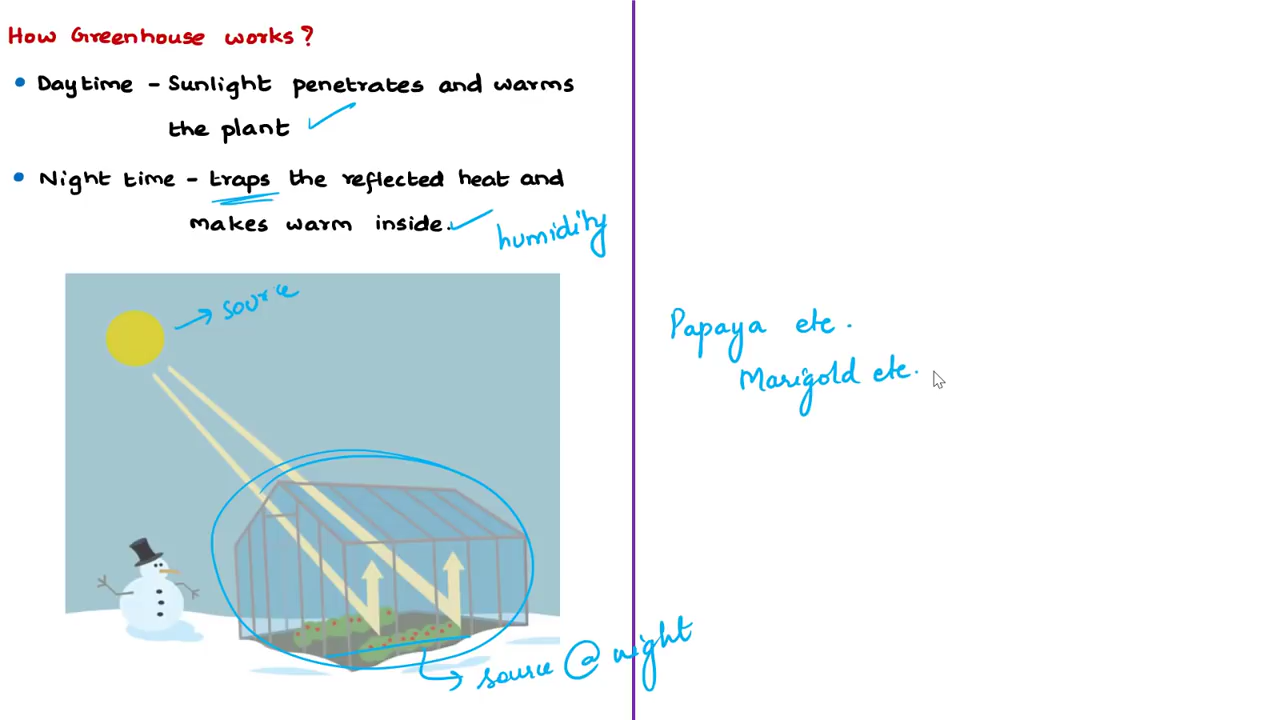 How Greenhouse works?
• Daytime - Sunlight penetrates and warms
the plant
• Night time - traps the reflected heat and
makes warm inside.
humidity
source
source @ night
Papaya etc.
Marigold etc.